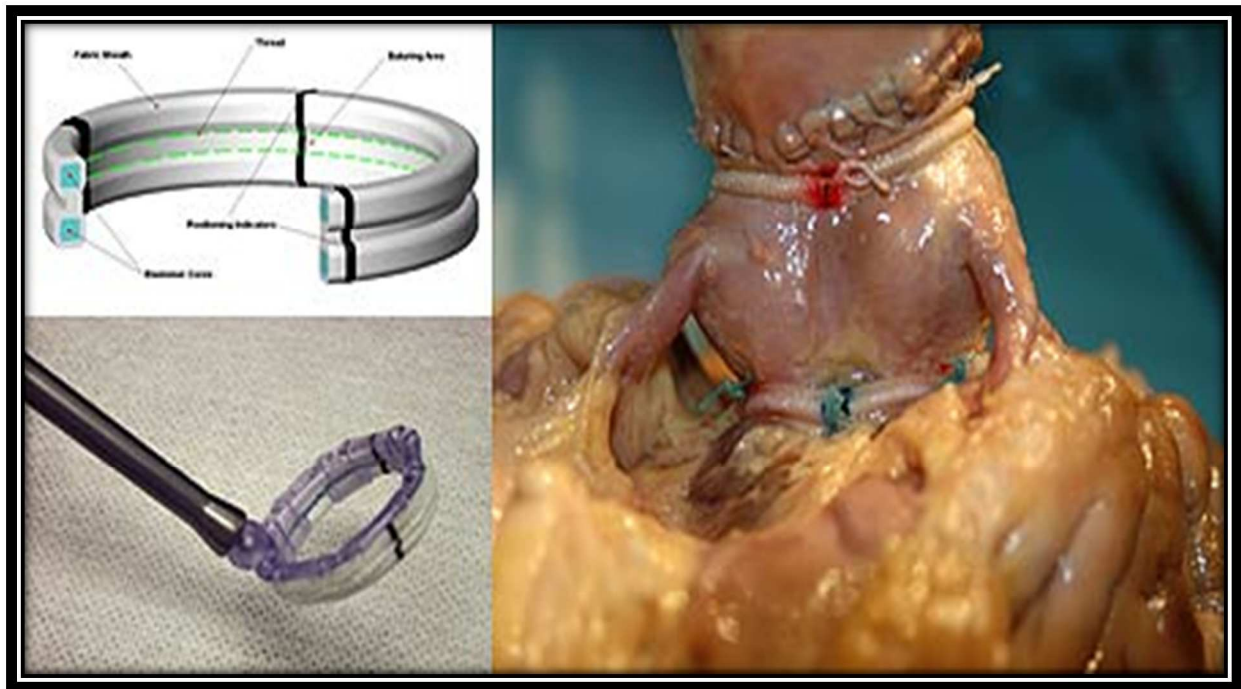 Fabric Sheath
Thread
Suturing Area
Positioning Indicators
Elastomer Cores